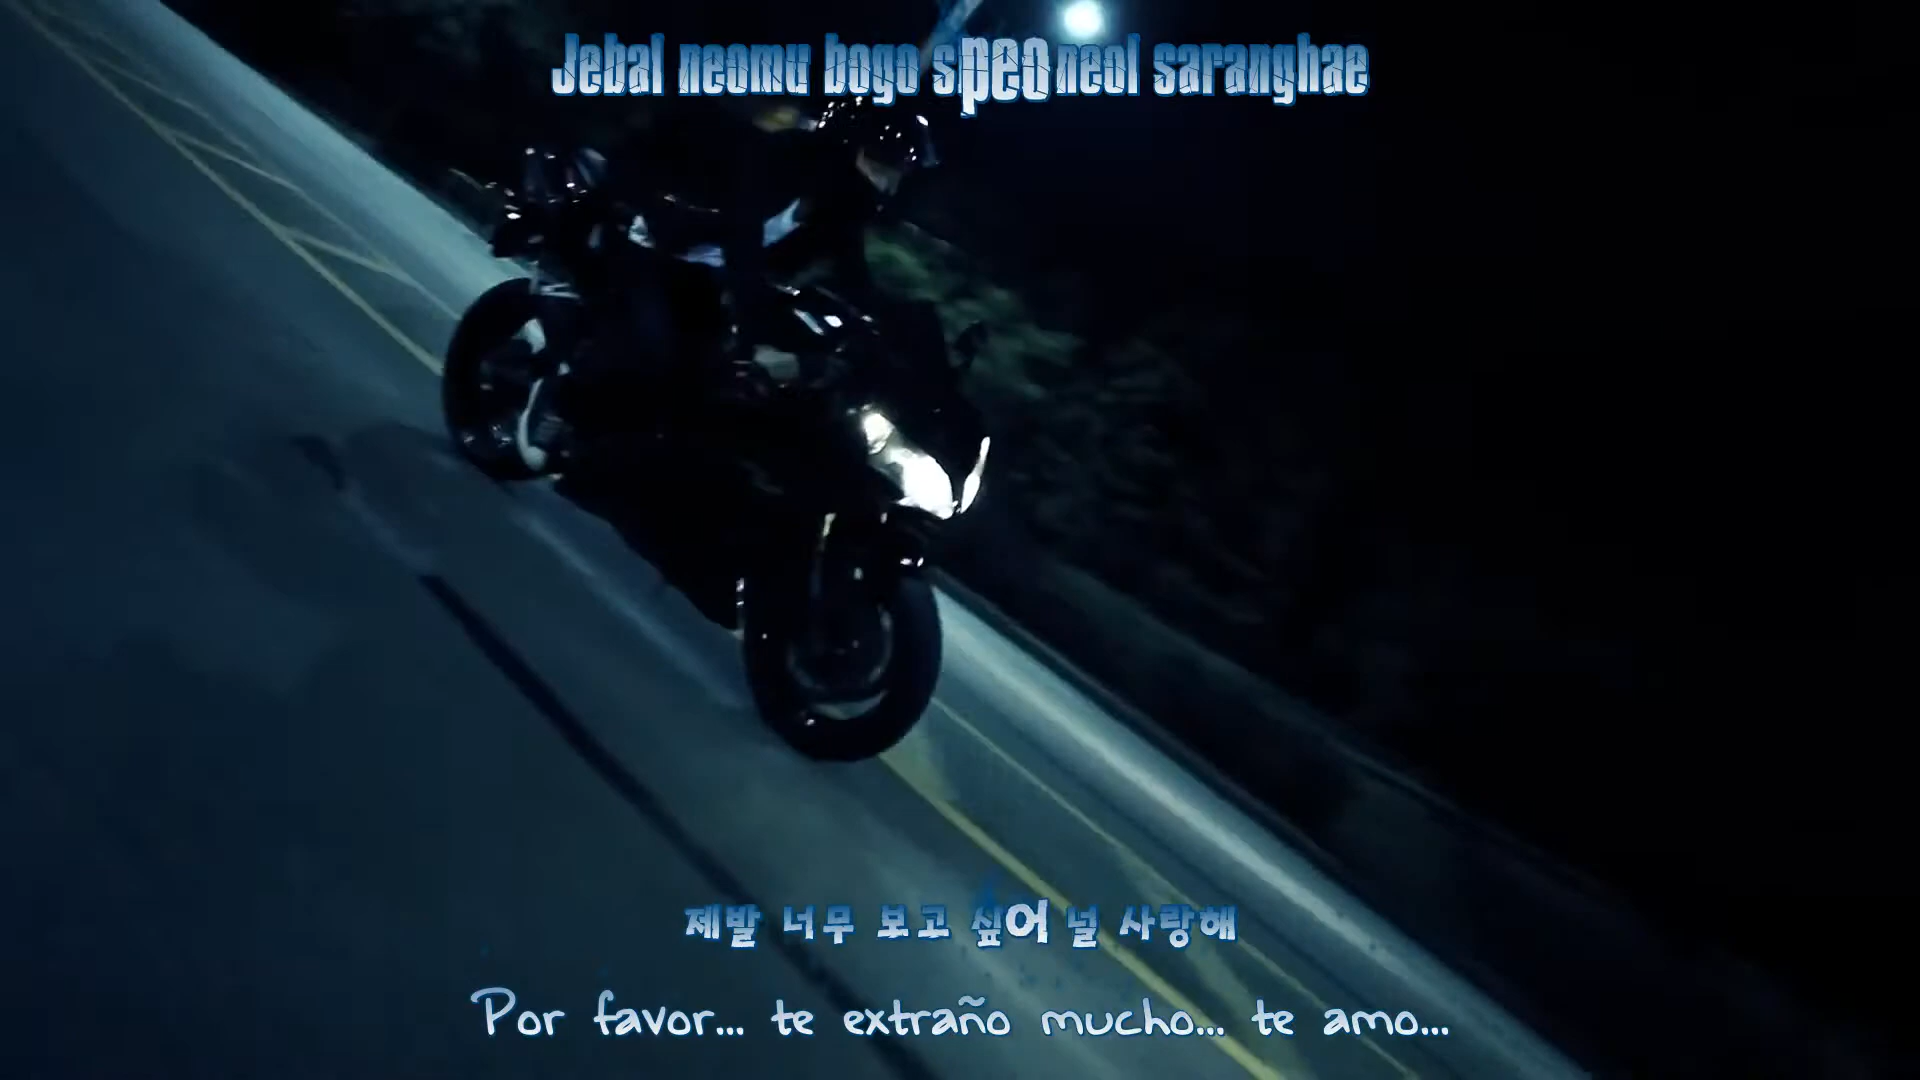 Jebal neomu bogo sipeo neol saranghae
제발 너무 보고 싶어 널 사랑해
Por favor... te extraño mucho... te amo...